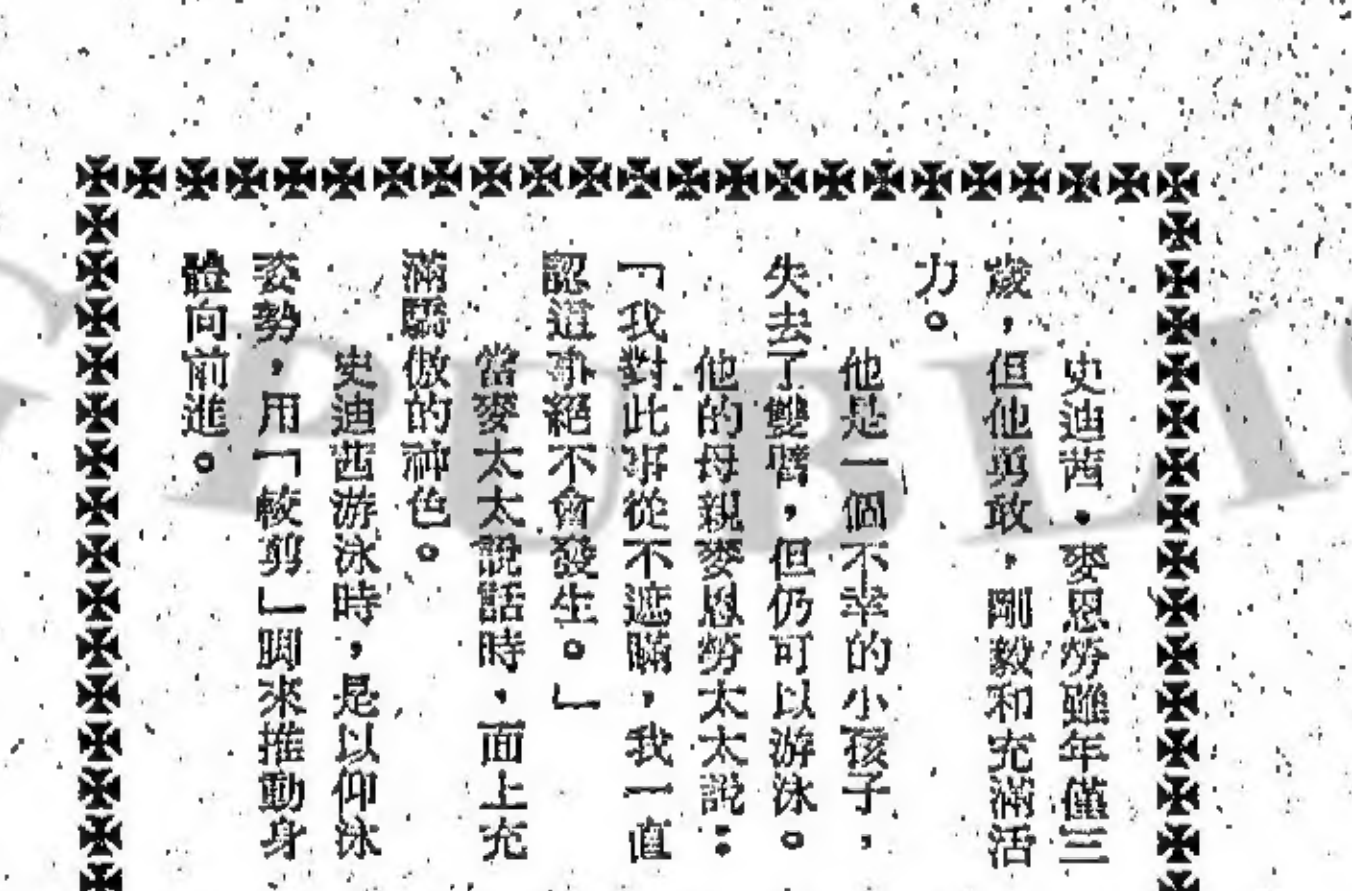 史迪茜•麥恩勞雖年僅三
歲，但他勇敢，剛毅和充滿活
力。
他是一個不幸的小孩子，
失去了雙臂，但仍可以游泳。
他的母親麥恩勞太太說：
「我對此事從不遮瞞，我一直
認這事絕不會發生。」
當麥太太說話時，面上充
滿驕傲的神色。
史迪茜游泳時，是以仰泳
姿勢，用「較剪」脚來推動身
體向前進。
PUBLI